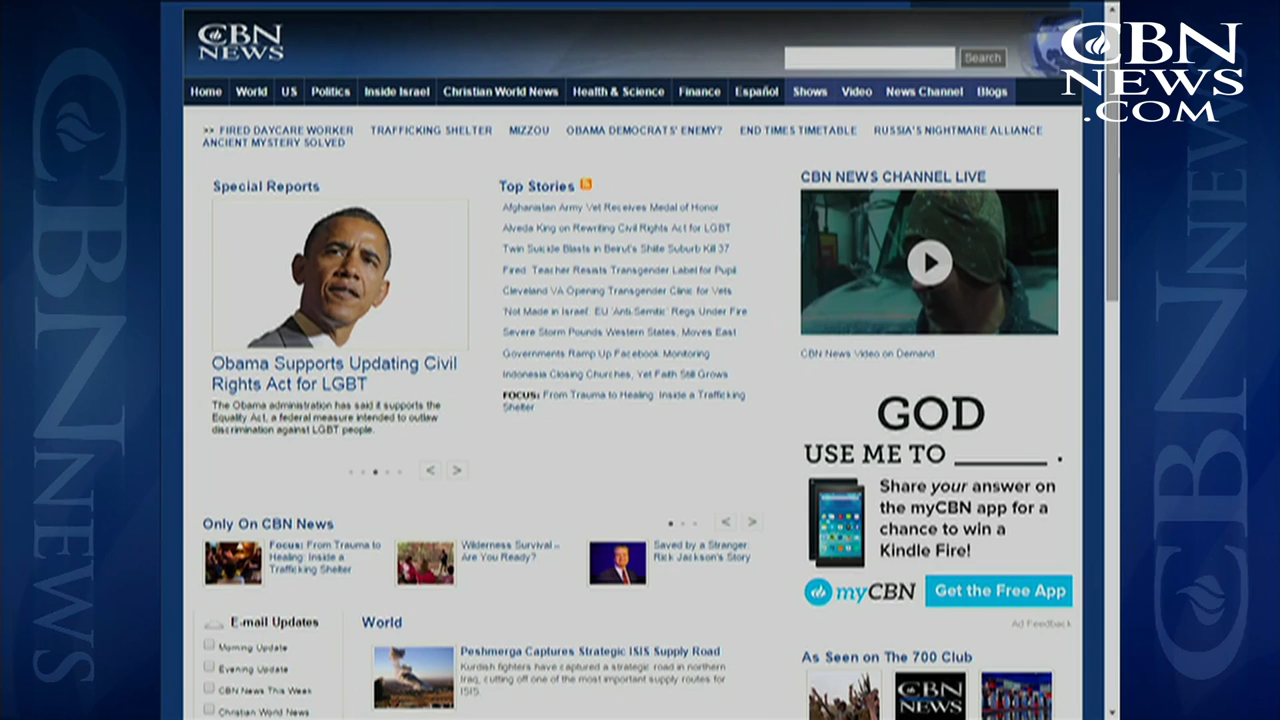 CBN
NEWS
Search
CBN
NEWS
.COM
Home World US Politics Inside Israel Christian World News Health & Science Finance Español Shows Video News Channel Blogs
>> FIRED DAYCARE WORKER TRAFFICKING SHELTER MIZZOU OBAMA DEMOCRATS' ENEMY? END TIMES TIMETABLE RUSSIA'S NIGHTMARE ALLIANCE
ANCIENT MYSTERY SOLVED
Special Reports
Obama Supports Updating Civil
Rights Act for LGBT
The Obama administration has said it supports the
Equality Act, a federal measure intended to outlaw
discrimination against LGBT people.
< >
Top Stories
Afghanistan Army Vet Receives Medal of Honor
Alveda King on Rewriting Civil Rights Act for LGBT
Twin Suicide Blasts in Beirut's Shiite Suburb Kill 37
Fired: Teacher Resists Transgender Label for Pupil
Cleveland VA Opening Transgender Clinic for Vets
'Not Made in Israel': EU 'Anti-Semitic' Regs Under Fire
Severe Storm Pounds Western States, Moves East
Governments Ramp Up Facebook Monitoring
Indonesia Closing Churches, Yet Faith Still Grows
FOCUS: From Trauma to Healing: Inside a Trafficking
Shelter
CBN NEWS CHANNEL LIVE
CBN News Video on Demand
GOD
USE ME TO ______ .
Share your answer on
the myCBN app for a
chance to win a
Kindle Fire!
myCBN
Get the Free App
Ad Feedback
Only On CBN News
< >
Focus: From Trauma to
Healing: Inside a
Trafficking Shelter
Wilderness Survival –
Are You Ready?
Saved by a Stranger:
Rick Jackson's Story
E-mail Updates
Morning Update
Evening Update
CBN News This Week
Christian World News
World
Peshmerga Captures Strategic ISIS Supply Road
Kurdish fighters have captured a strategic road in northern
Iraq, cutting off one of the most important supply routes for
ISIS.
As Seen on The 700 Club
CBN
NEWS
CBN NEWS
CBN NEWS